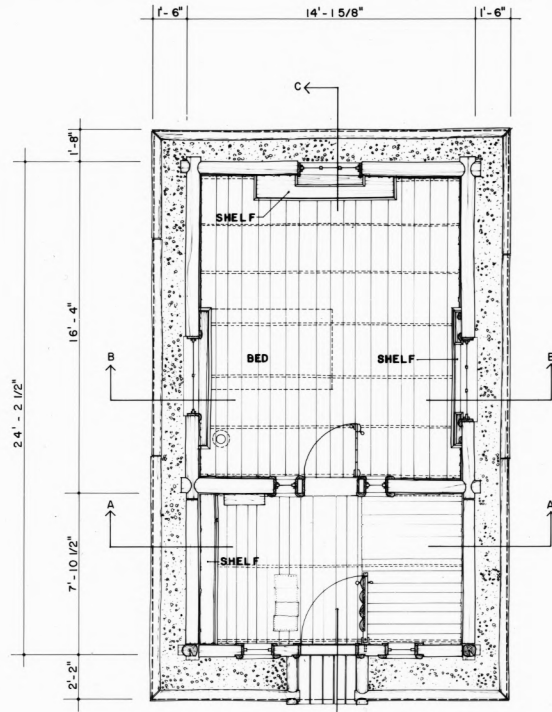 1'-6"
14'-1 5/8"
1'-6"
C
1'-8"
SHELF
16'-4"
24'-2 1/2"
B
BED
SHELF
B
A
A
SHELF
7'-10 1/2"
2'-2"